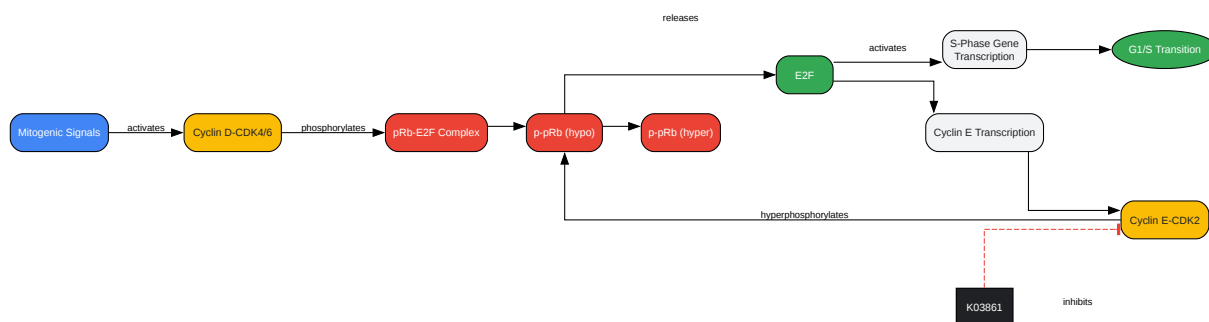 releases
S-Phase Gene
Transcription
activates
G1/S Transition
E2F
Mitogenic Signals
activates
Cyclin D-CDK4/6
phosphorylates
pRb-E2F Complex
p-pRb (hypo)
p-pRb (hyper)
Cyclin E Transcription
hyperphosphorylates
Cyclin E-CDK2
K03861
inhibits